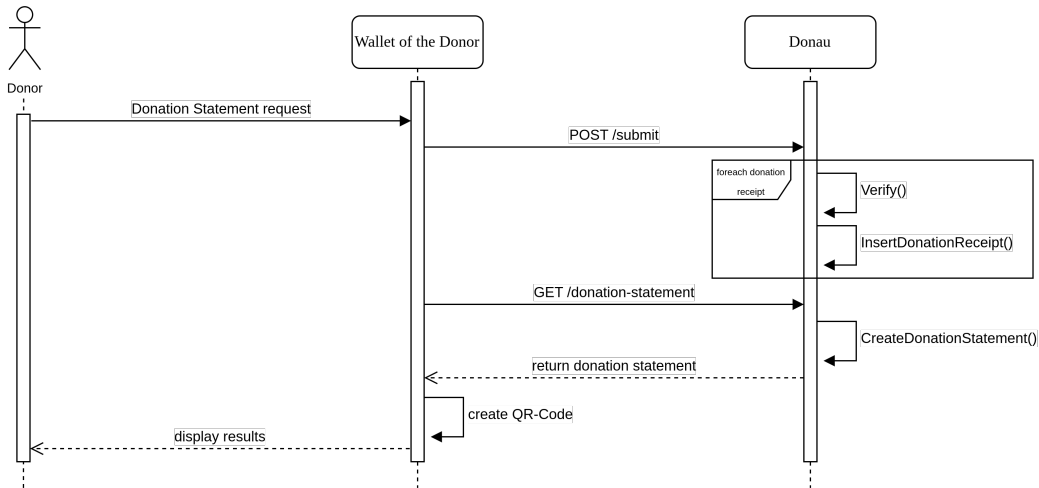 Wallet of the Donor
Donau
Donor
Donation Statement request
POST /submit
foreach donation
receipt
Verify()
InsertDonationReceipt()
GET /donation-statement
CreateDonationStatement()
return donation statement
create QR-Code
display results